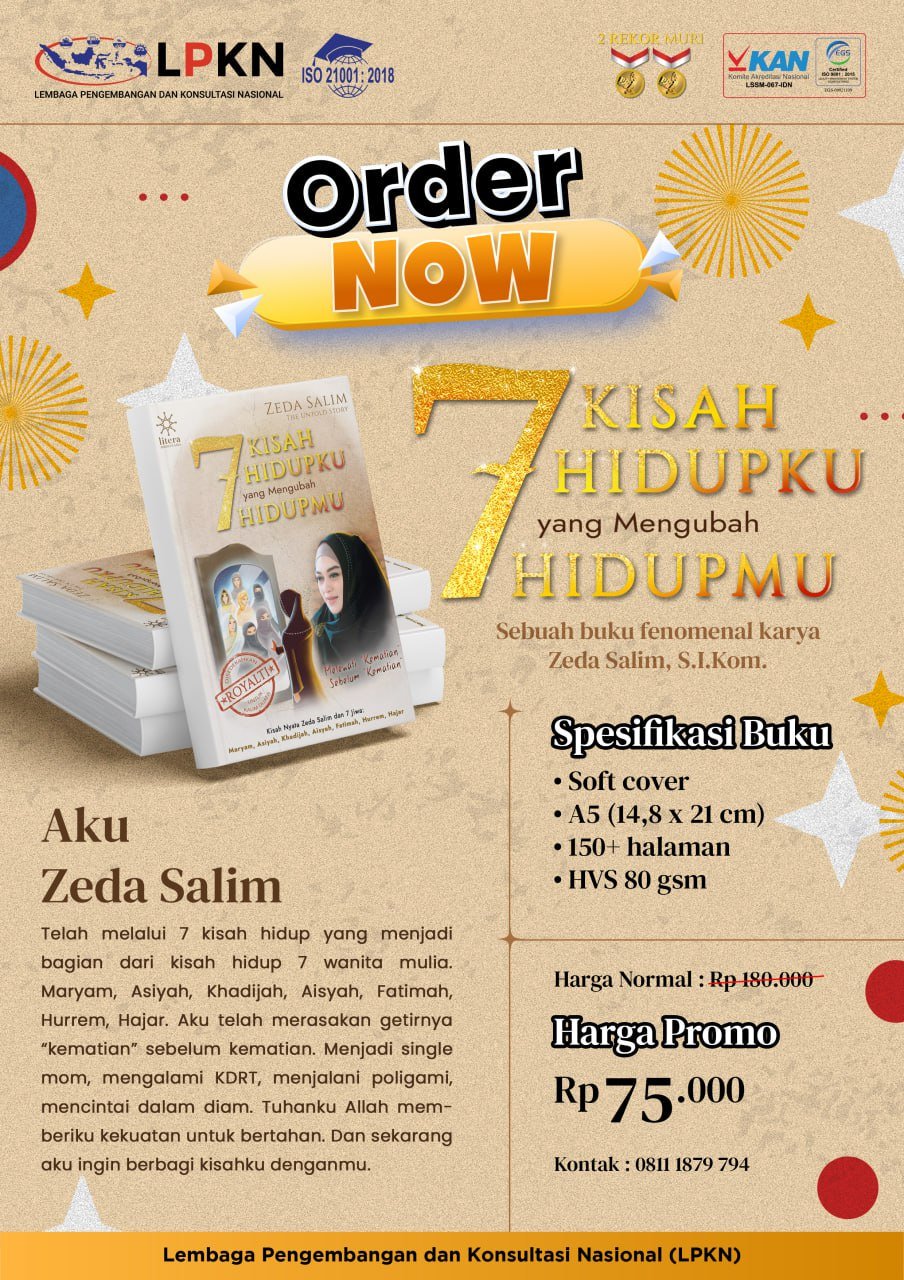 LPKN
LEMBAGA PENGEMBANGAN DAN KONSULTASI NASIONAL
ISO 21001 : 2018
2 REKOR MURI
KAN
Komite Akreditasi Nasional
LSSM-067-IDN
EGS
Certified
ISO 9001 : 2015
Order
NOW
ZEDA SALIM
THE UNTOLD STORY
litera
7 KISAH
HIDUPKU
yang Mengubah
HIDUPMU
ROYALTI
Melewati "Kematian"
Sebelum Kematian
Kisah Nyata Zeda Salim dan 7 Jiwa:
Maryam, Asiyah, Khadijah, Aisyah, Fatimah, Hurrem, Hajar
7 KISAH
HIDUPKU
yang Mengubah
HIDUPMU
Sebuah buku fenomenal karya
Zeda Salim, S.I.Kom.
Spesifikasi Buku
• Soft cover
• A5 (14,8 x 21 cm)
• 150+ halaman
• HVS 80 gsm
Aku
Zeda Salim
Telah melalui 7 kisah hidup yang menjadi
bagian dari kisah hidup 7 wanita mulia.
Maryam, Asiyah, Khadijah, Aisyah, Fatimah,
Hurrem, Hajar. Aku telah merasakan getirnya
“kematian” sebelum kematian. Menjadi single
mom, mengalami KDRT, menjalani poligami,
mencintai dalam diam. Tuhanku Allah mem-
beriku kekuatan untuk bertahan. Dan sekarang
aku ingin berbagi kisahku denganmu.
Harga Normal : Rp 180.000
Harga Promo
Rp 75.000
Kontak : 0811 1879 794
Lembaga Pengembangan dan Konsultasi Nasional (LPKN)